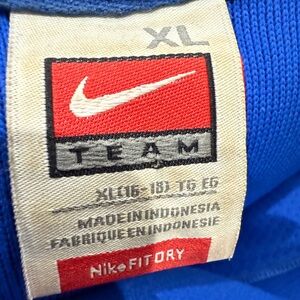 XL
TEAM
XL(16-18) TG EG
MADE IN INDONESIA
FABRIQUE EN INDONESIE
Nike FIT DRY